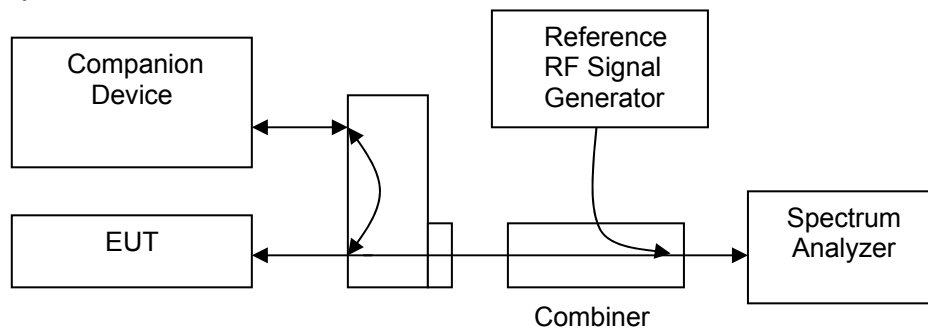 Companion
Device
Reference
RF Signal
Generator
EUT
Spectrum
Analyzer
Combiner